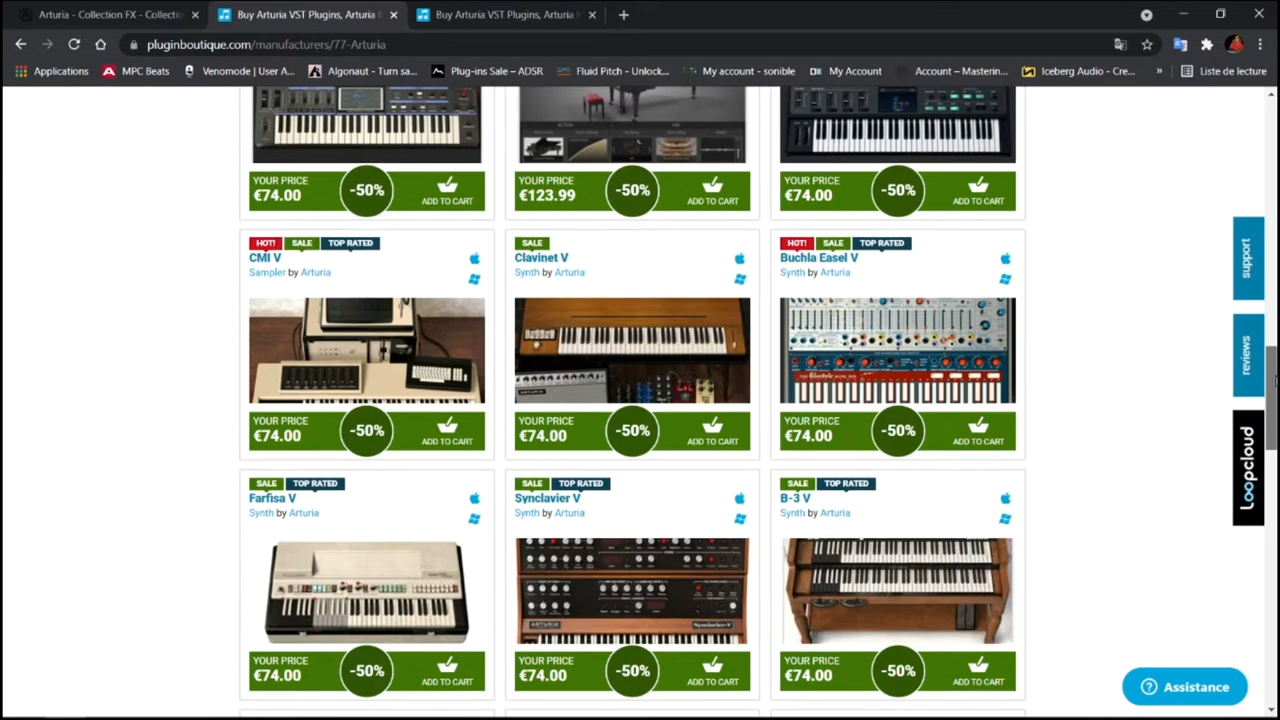 Arturia - Collection FX - Collectio
Buy Arturia VST Plugins, Arturia I
Buy Arturia VST Plugins, Arturia I
pluginboutique.com/manufacturers/77-Arturia
Applications
MPC Beats
Venomode | User A...
Algonaut - Turn sa...
Plug-ins Sale – ADSR
Fluid Pitch - Unlock...
My account - sonible
My Account
Account – Masterin...
Iceberg Audio - Cre...
»
Liste de lecture
YOUR PRICE
€74.00
-50%
ADD TO CART
YOUR PRICE
€123.99
-50%
ADD TO CART
YOUR PRICE
€74.00
-50%
ADD TO CART
HOT! SALE TOP RATED
CMI V
Sampler by Arturia
YOUR PRICE
€74.00
-50%
ADD TO CART
SALE
Clavinet V
Synth by Arturia
YOUR PRICE
€74.00
-50%
ADD TO CART
HOT! SALE TOP RATED
Buchla Easel V
Synth by Arturia
YOUR PRICE
€74.00
-50%
ADD TO CART
SALE TOP RATED
Farfisa V
Synth by Arturia
YOUR PRICE
€74.00
-50%
ADD TO CART
SALE TOP RATED
Synclavier V
Synth by Arturia
ARTURIA
Synclavier V
YOUR PRICE
€74.00
-50%
ADD TO CART
SALE TOP RATED
B-3 V
Synth by Arturia
YOUR PRICE
€74.00
-50%
ADD TO CART
support
reviews
loopcloud
Assistance